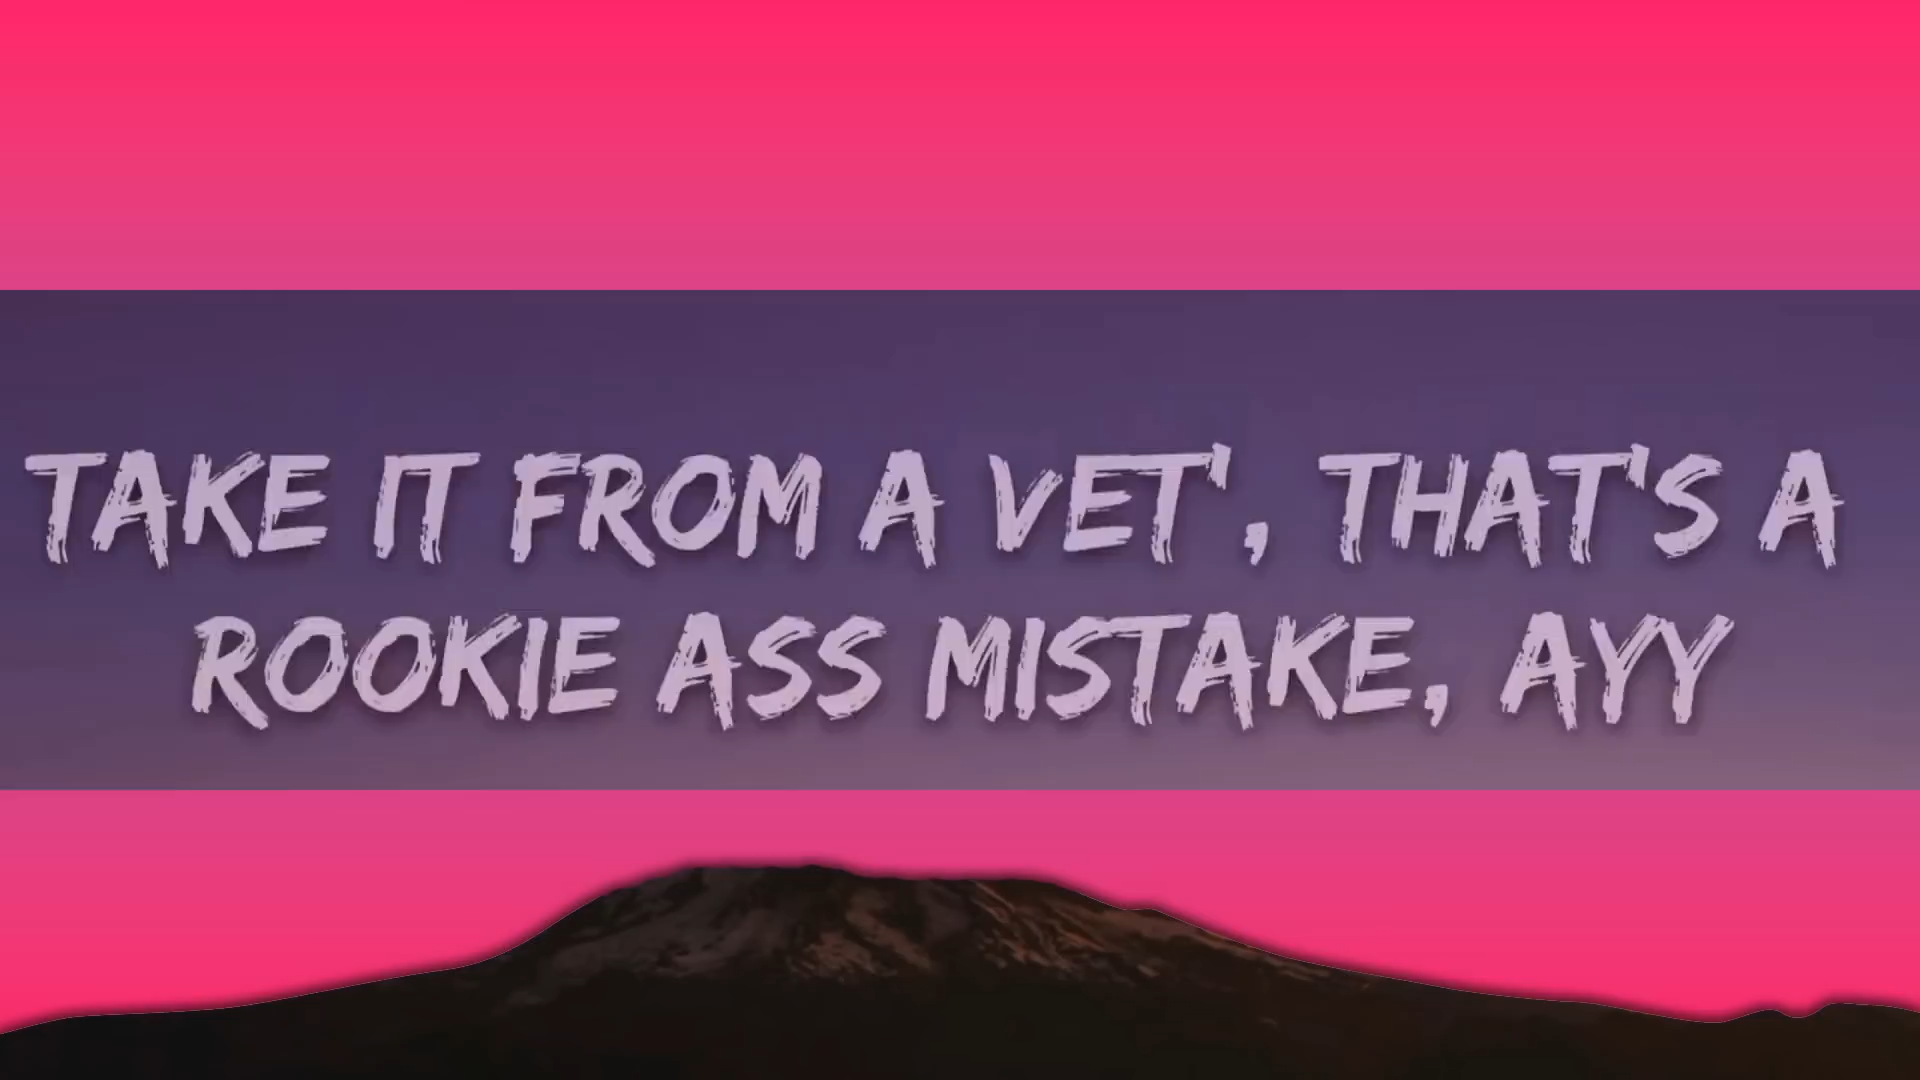 TAKE IT FROM A VET', THAT'S A
ROOKIE ASS MISTAKE, AYY